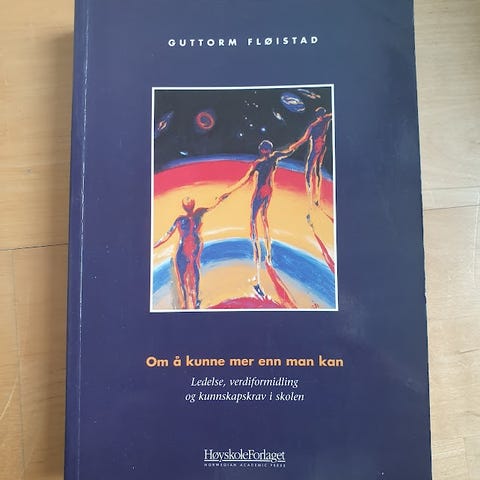 GUTTORM FLØISTAD
Om å kunne mer enn man kan
Ledelse, verdiformidling
og kunnskapskrav i skolen
HøyskoleForlaget
NORWEGIAN ACADEMIC PRESS